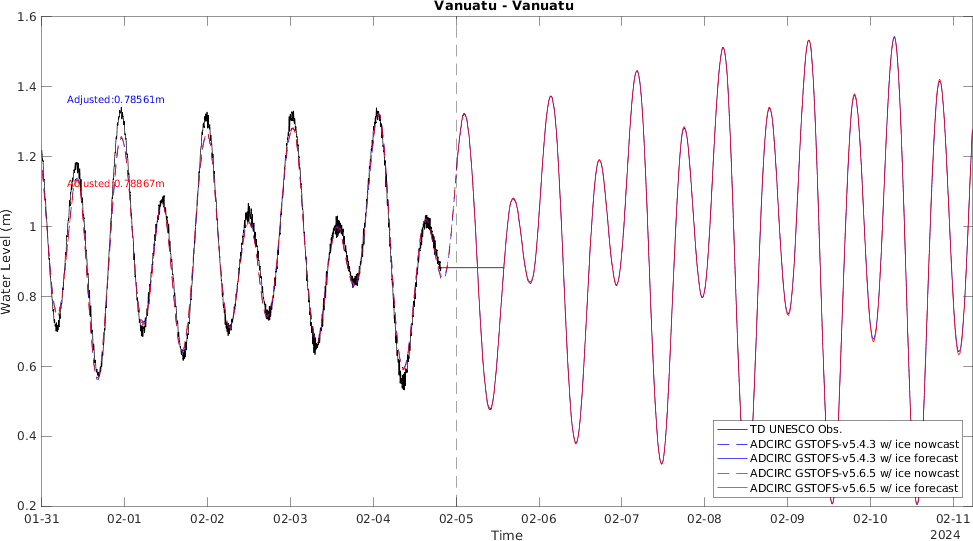 Vanuatu - Vanuatu
1.6
1.4
1.2
1
0.8
0.6
0.4
0.2
Water Level (m)
Adjusted:0.78561m
Adjusted:0.78867m
TD UNESCO Obs.
ADCIRC GSTOFS-v5.4.3 w/ ice nowcast
ADCIRC GSTOFS-v5.4.3 w/ ice forecast
ADCIRC GSTOFS-v5.6.5 w/ ice nowcast
ADCIRC GSTOFS-v5.6.5 w/ ice forecast
01-31 02-01 02-02 02-03 02-04 02-05 02-06 02-07 02-08 02-09 02-10 02-11
Time
2024